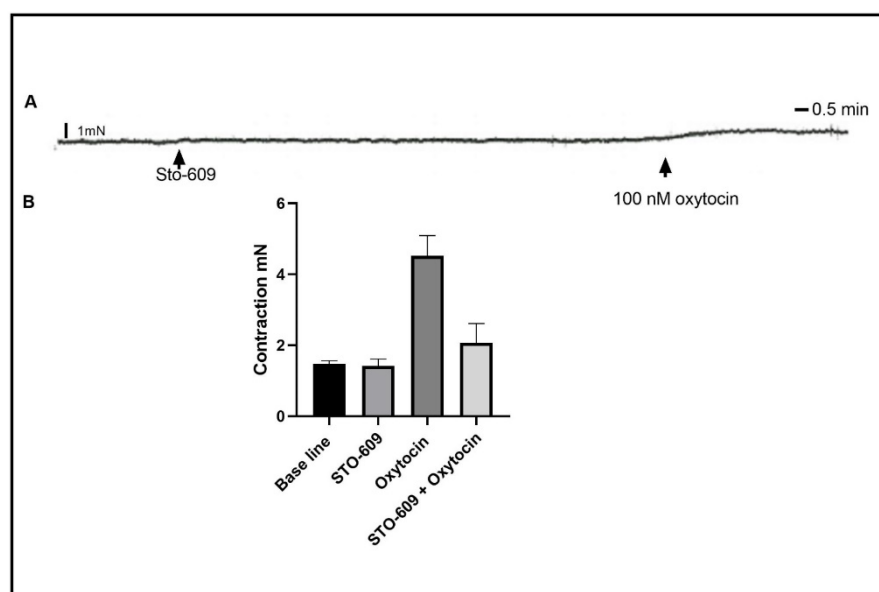 A
1mN
0.5 min
Sto-609
100 nM oxytocin
B
Contraction mN
6
4
2
0
Base line
STO-609
Oxytocin
STO-609 + Oxytocin